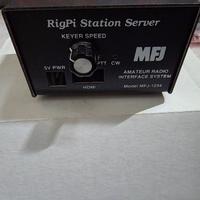 RigPi Station Server
KEYER SPEED
MFJ
5V PWR
PTT CW
AMATEUR RADIO
INTERFACE SYSTEM
HDMI
Model MFJ-1234